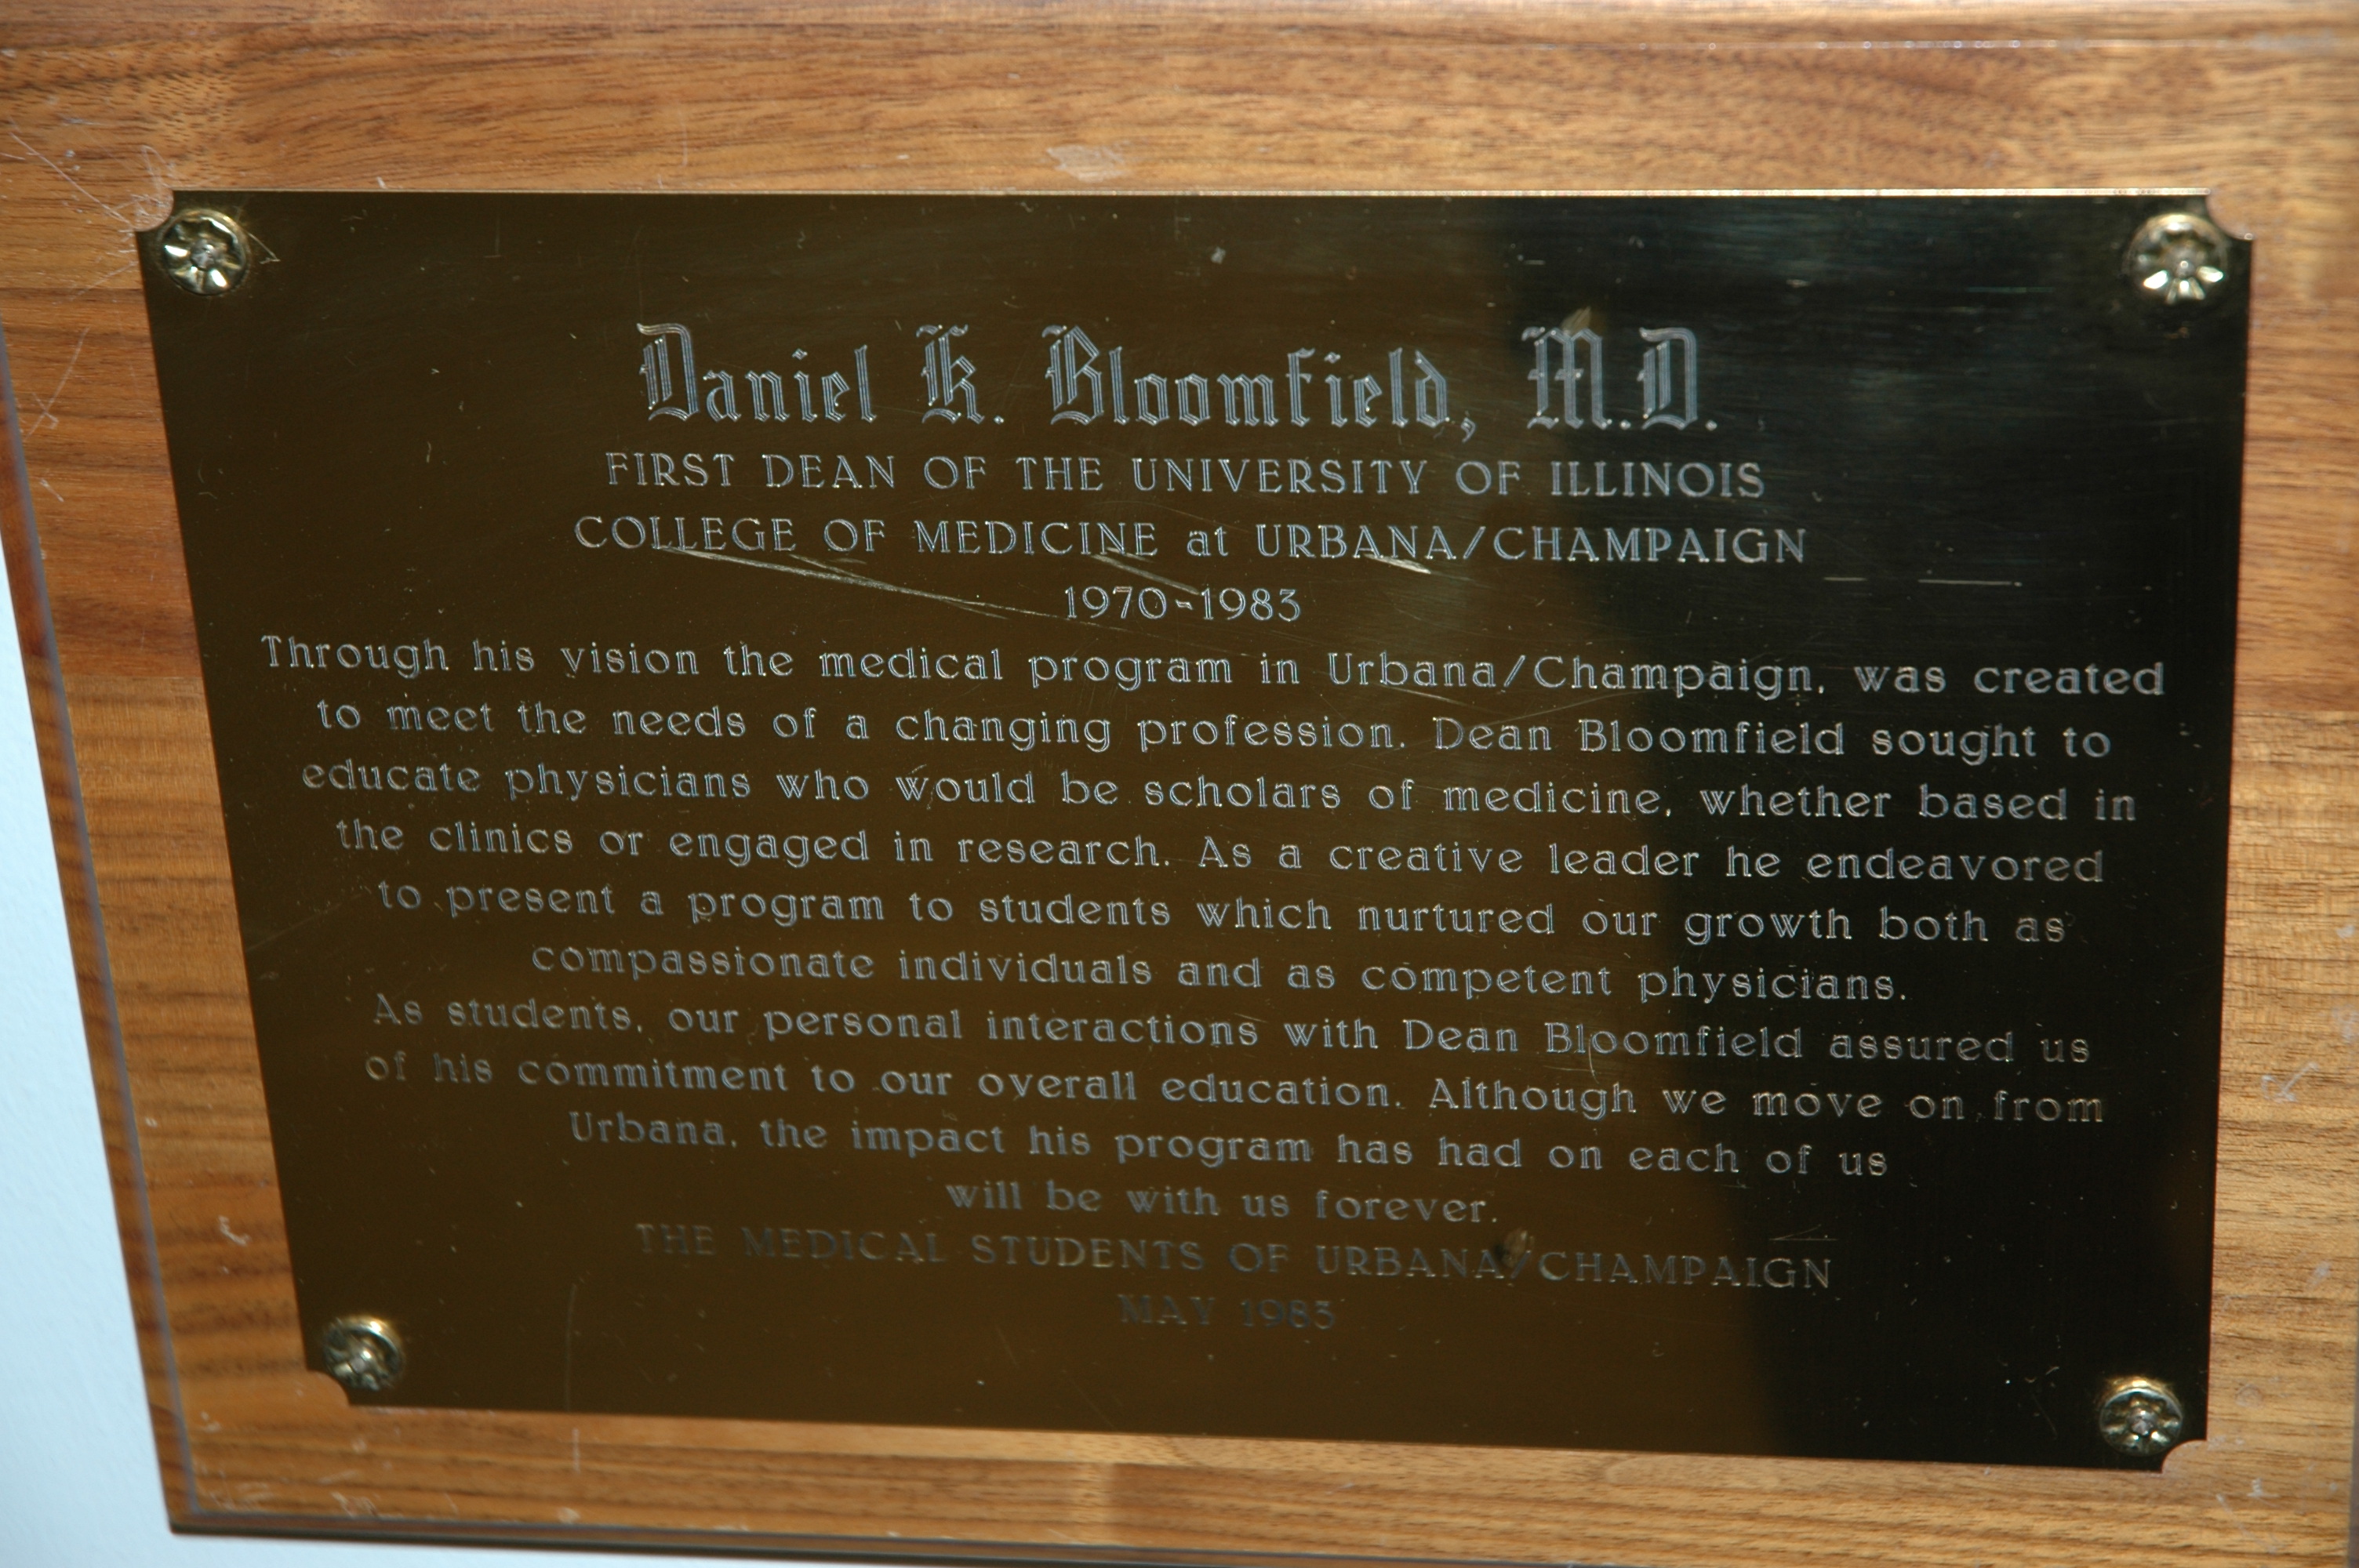 Daniel K. Bloomfield, M.D.
FIRST DEAN OF THE UNIVERSITY OF ILLINOIS
COLLEGE OF MEDICINE at URBANA/CHAMPAIGN
1970-1983
Through his vision the medical program in Urbana/Champaign, was created
to meet the needs of a changing profession. Dean Bloomfield sought to
educate physicians who would be scholars of medicine, whether based in
the clinics or engaged in research. As a creative leader he endeavored
to present a program to students which nurtured our growth both as
compassionate individuals and as competent physicians.
As students, our personal interactions with Dean Bloomfield assured us
of his commitment to our overall education. Although we move on from
Urbana, the impact his program has had on each of us
will be with us forever.
THE MEDICAL STUDENTS OF URBANA/CHAMPAIGN
MAY 1983